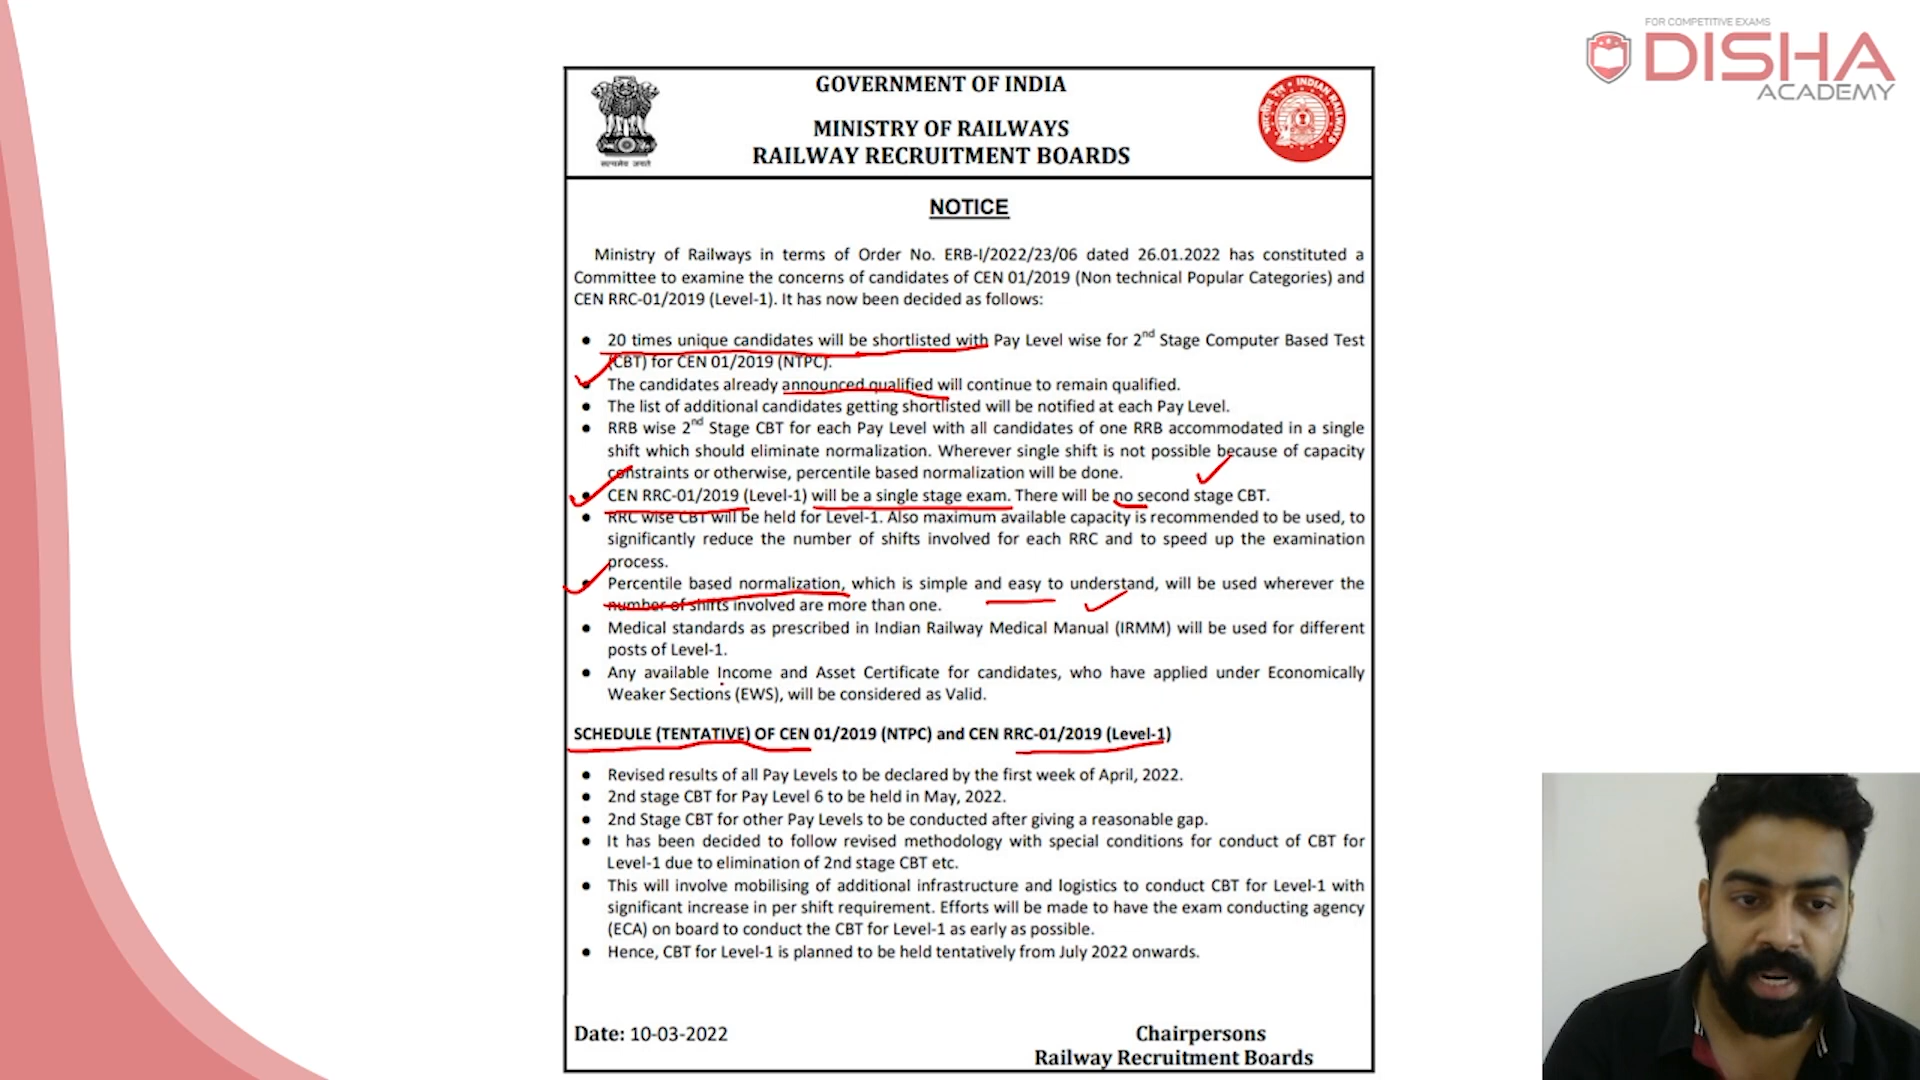 FOR COMPETITIVE EXAMS
DISHA
ACADEMY
GOVERNMENT OF INDIA
MINISTRY OF RAILWAYS
RAILWAY RECRUITMENT BOARDS
सत्यमेव जयते
INDIAN RAILWAYS
NOTICE
Ministry of Railways in terms of Order No. ERB-I/2022/23/06 dated 26.01.2022 has constituted a
Committee to examine the concerns of candidates of CEN 01/2019 (Non technical Popular Categories) and
CEN RRC-01/2019 (Level-1). It has now been decided as follows:
● 20 times unique candidates will be shortlisted with Pay Level wise for 2nd Stage Computer Based Test
(CBT) for CEN 01/2019 (NTPC).
● The candidates already announced qualified will continue to remain qualified.
● The list of additional candidates getting shortlisted will be notified at each Pay Level.
● RRB wise 2nd Stage CBT for each Pay Level with all candidates of one RRB accommodated in a single
shift which should eliminate normalization. Wherever single shift is not possible because of capacity
constraints or otherwise, percentile based normalization will be done.
● CEN RRC-01/2019 (Level-1) will be a single stage exam. There will be no second stage CBT.
● RRC wise CBT will be held for Level-1. Also maximum available capacity is recommended to be used, to
significantly reduce the number of shifts involved for each RRC and to speed up the examination
process.
● Percentile based normalization, which is simple and easy to understand, will be used wherever the
number of shifts involved are more than one.
● Medical standards as prescribed in Indian Railway Medical Manual (IRMM) will be used for different
posts of Level-1.
● Any available Income and Asset Certificate for candidates, who have applied under Economically
Weaker Sections (EWS), will be considered as Valid.
SCHEDULE (TENTATIVE) OF CEN 01/2019 (NTPC) and CEN RRC-01/2019 (Level-1)
● Revised results of all Pay Levels to be declared by the first week of April, 2022.
● 2nd stage CBT for Pay Level 6 to be held in May, 2022.
● 2nd Stage CBT for other Pay Levels to be conducted after giving a reasonable gap.
● It has been decided to follow revised methodology with special conditions for conduct of CBT for
Level-1 due to elimination of 2nd stage CBT etc.
● This will involve mobilising of additional infrastructure and logistics to conduct CBT for Level-1 with
significant increase in per shift requirement. Efforts will be made to have the exam conducting agency
(ECA) on board to conduct the CBT for Level-1 as early as possible.
● Hence, CBT for Level-1 is planned to be held tentatively from July 2022 onwards.
Date: 10-03-2022
Chairpersons
Railway Recruitment Boards